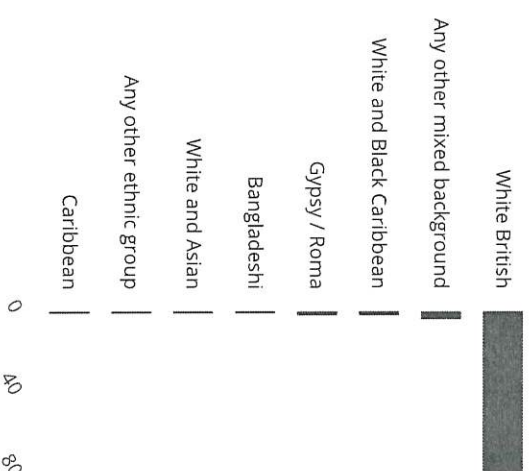 White British
Any other mixed background
White and Black Caribbean
Gypsy / Roma
Bangladeshi
White and Asian
Any other ethnic group
Caribbean
0
40
80